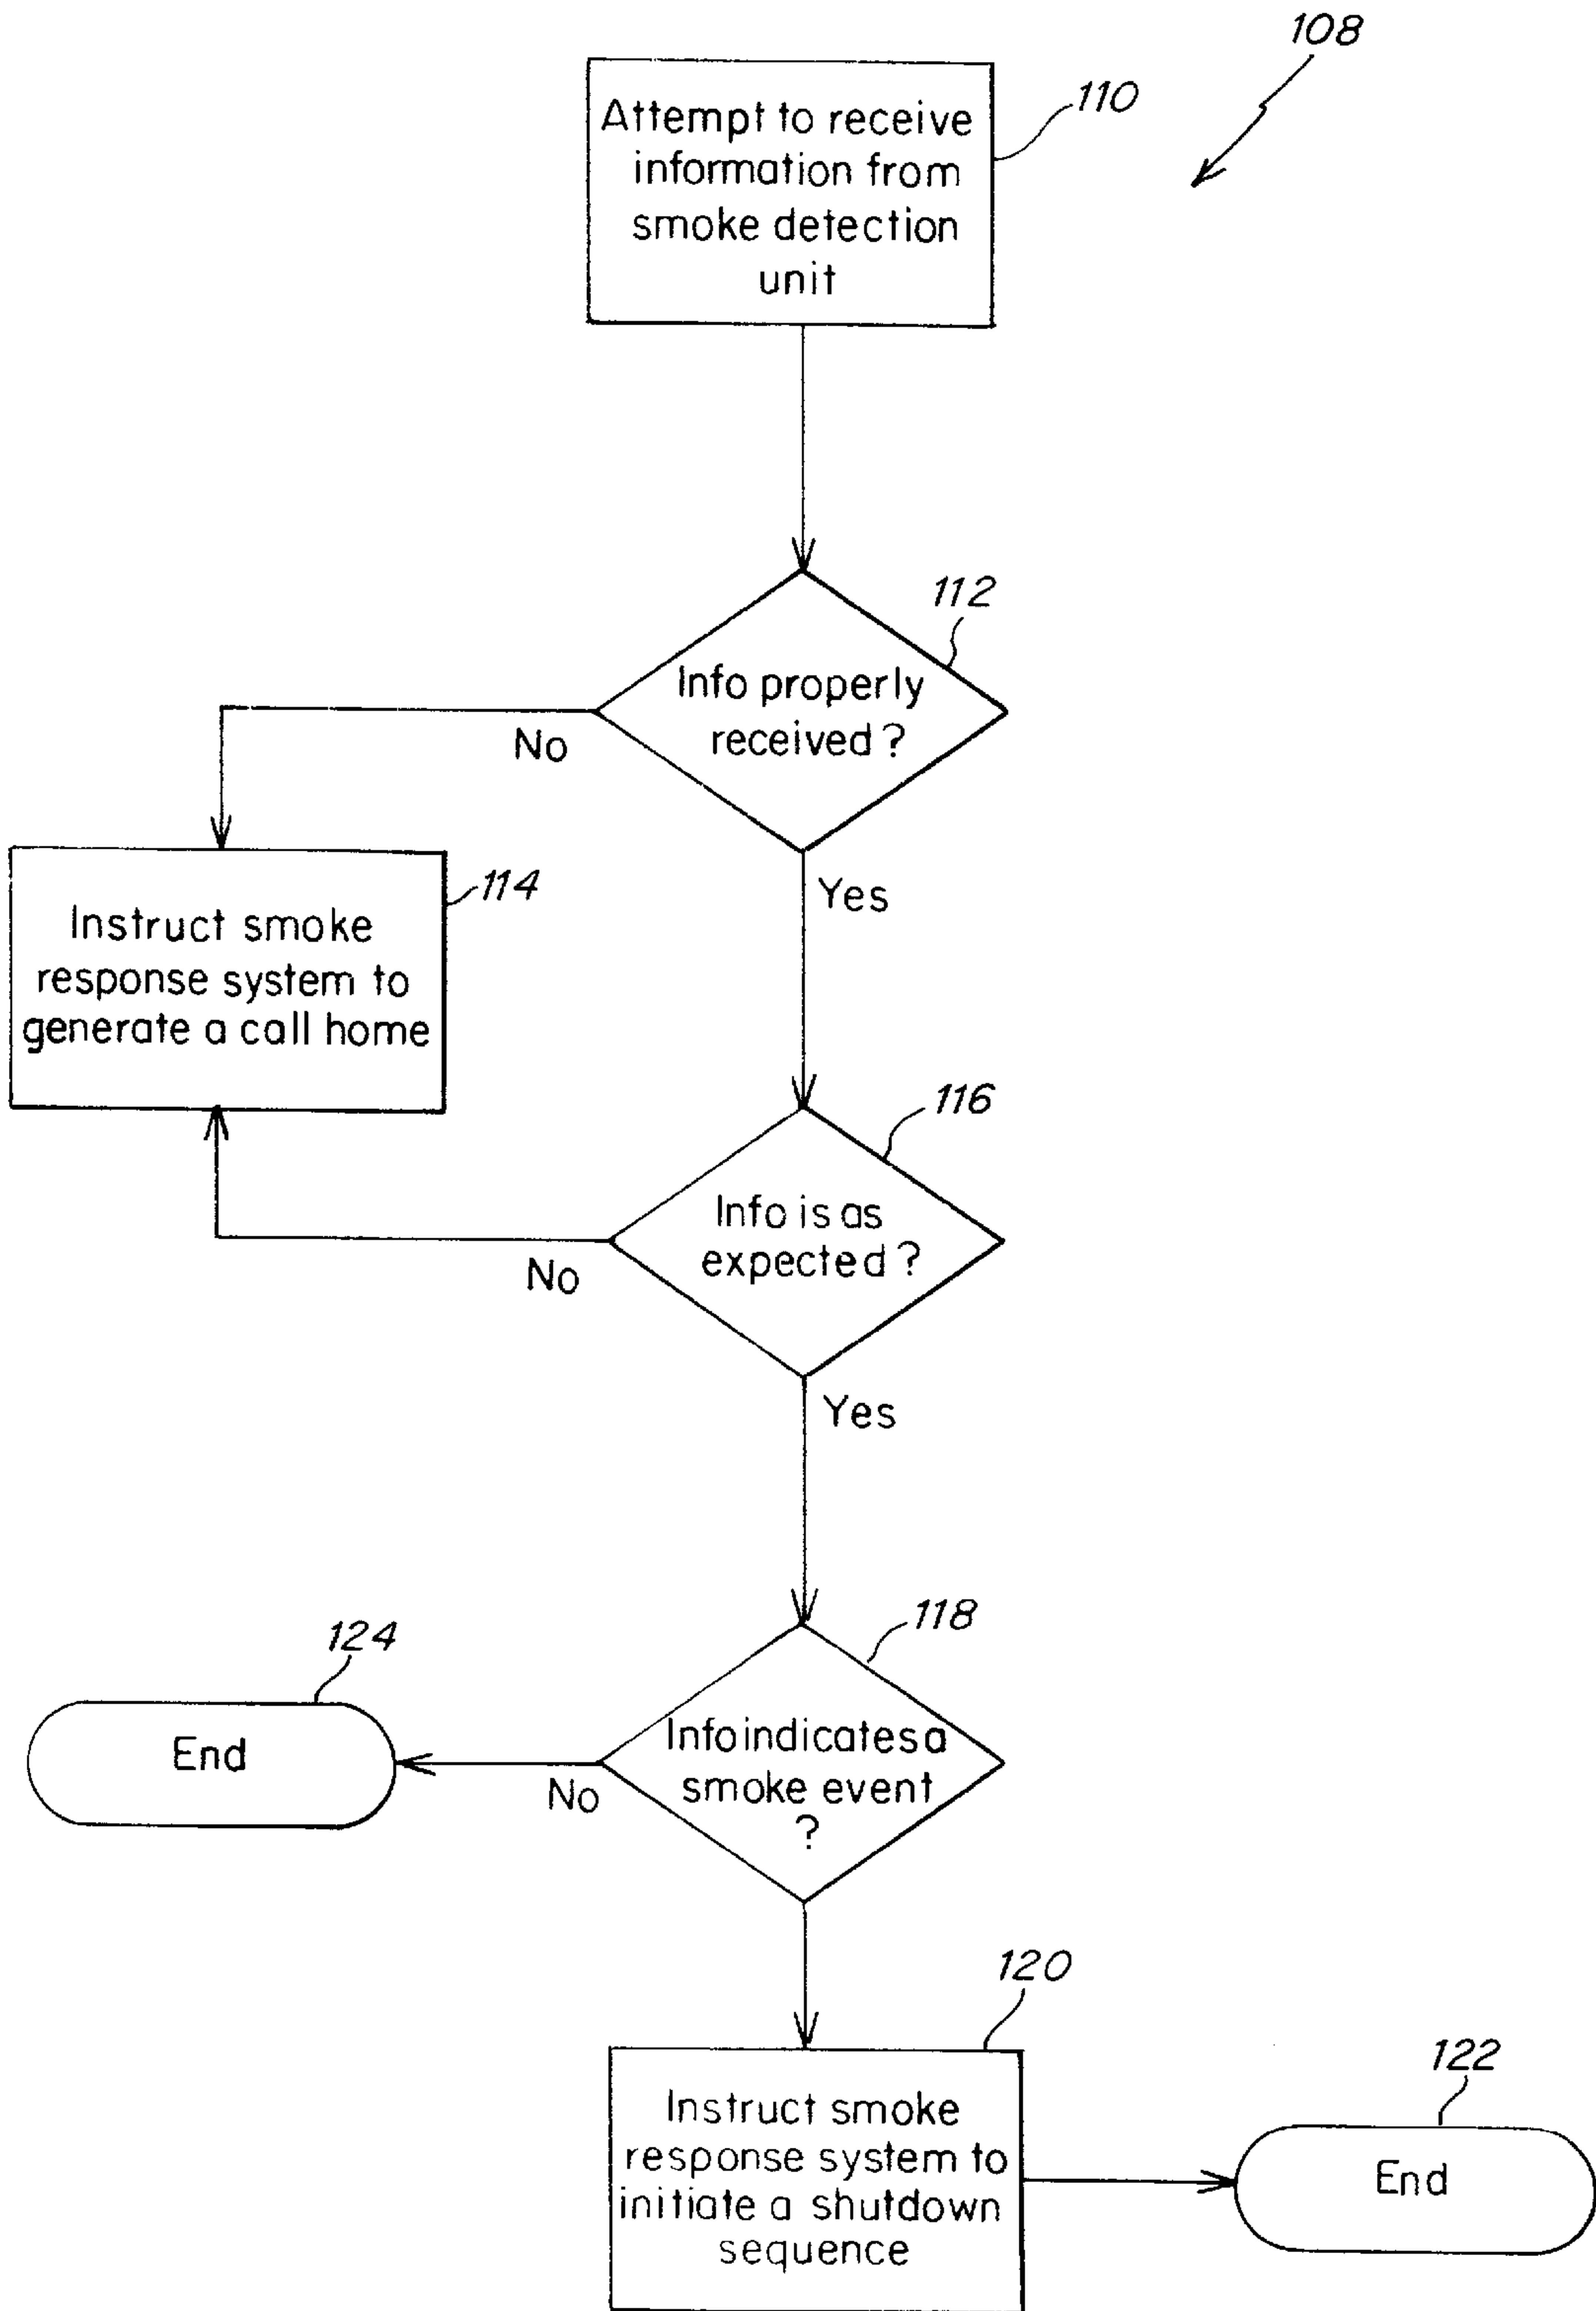 108
110
Attempt to receive
information from
smoke detection
unit
112
Info properly
received ?
No
Yes
114
Instruct smoke
response system to
generate a call home
116
Info is as
expected ?
No
Yes
118
Info indicates a
smoke event
?
No
124
End
120
Instruct smoke
response system to
initiate a shutdown
sequence
122
End